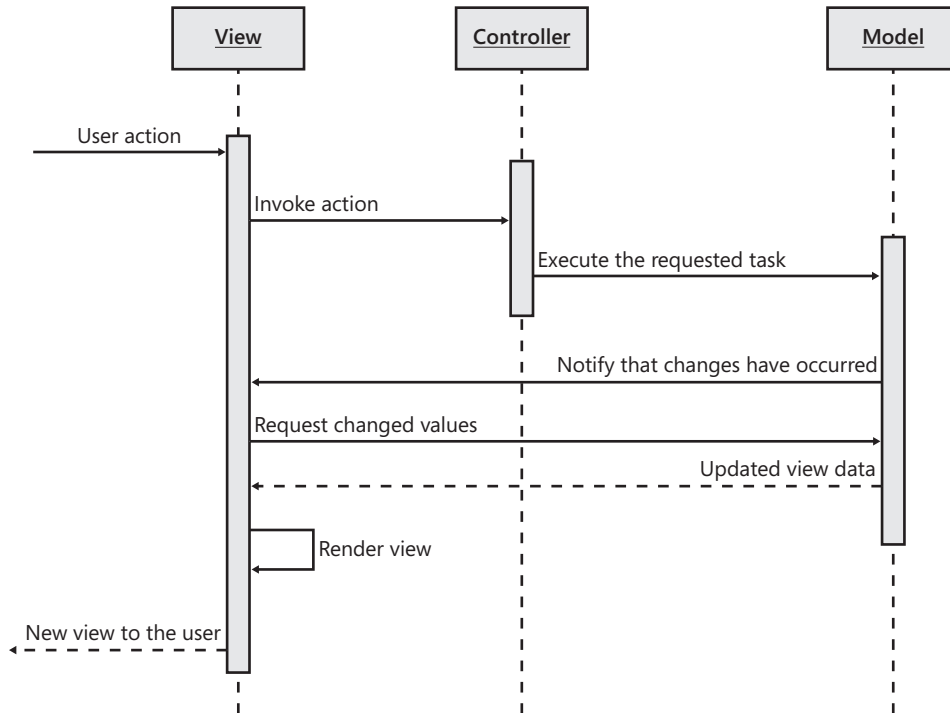 View
Controller
Model
User action
Invoke action
Execute the requested task
Notify that changes have occurred
Request changed values
Updated view data
Render view
New view to the user